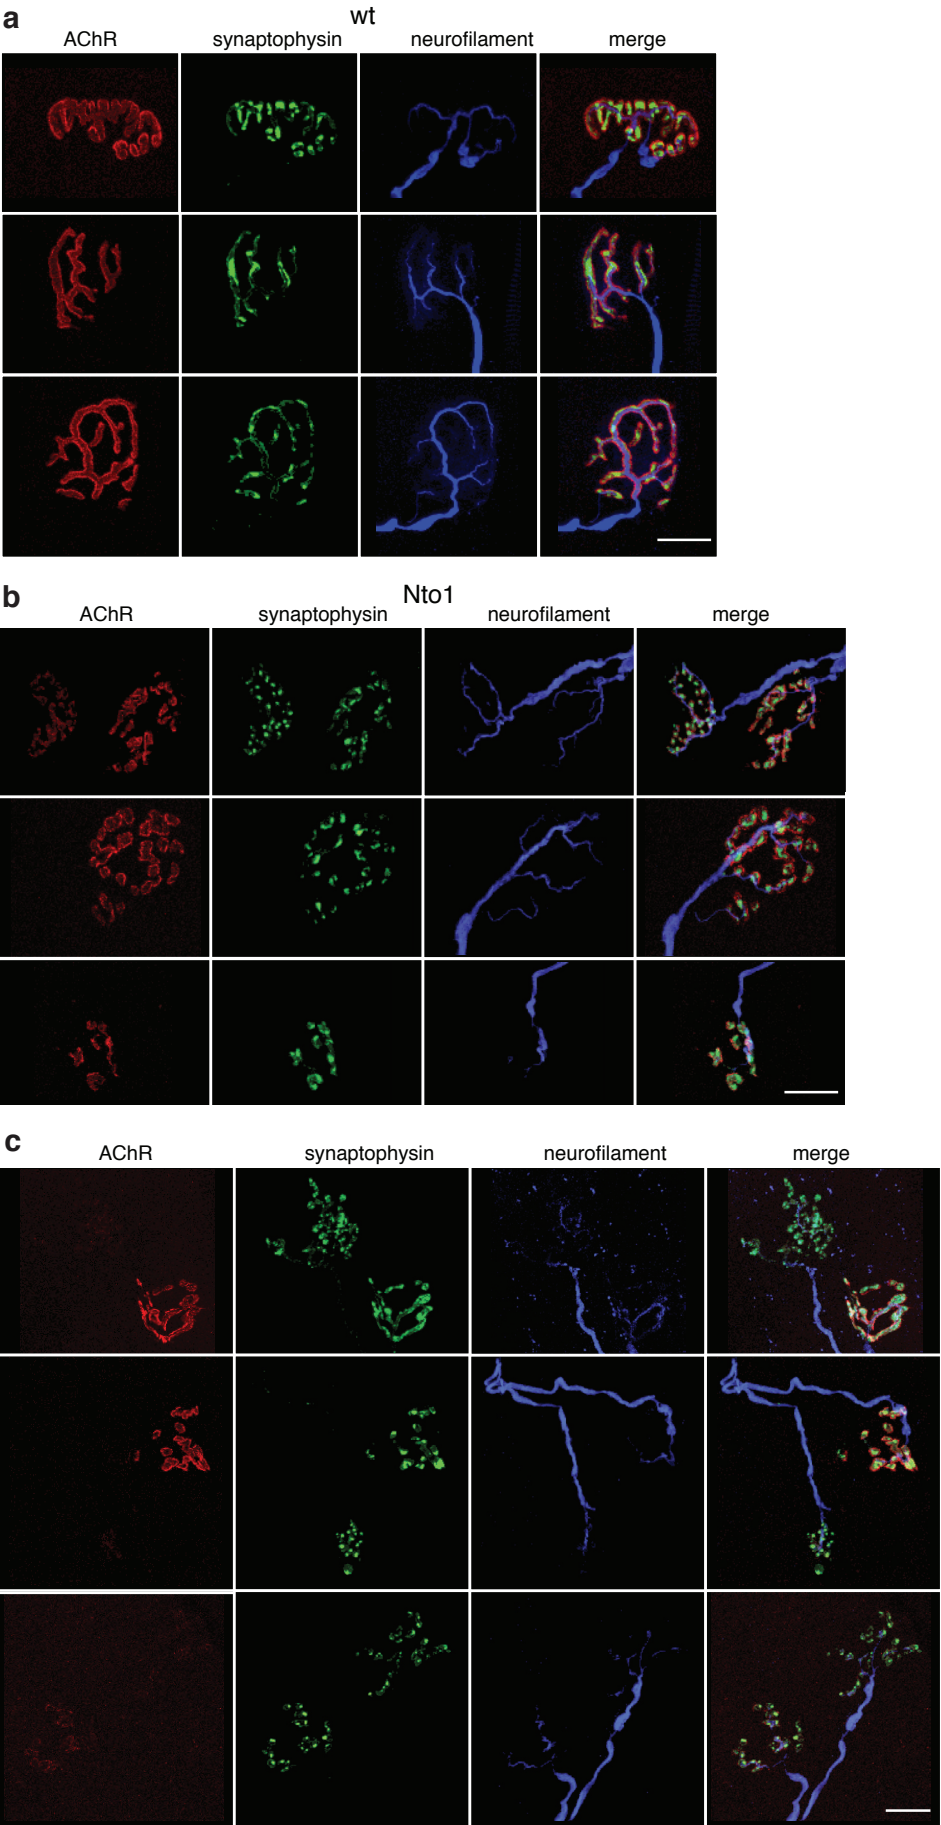 a
wt
AChR synaptophysin neurofilament merge
b
Nto1
AChR synaptophysin neurofilament merge
c
AChR synaptophysin neurofilament merge